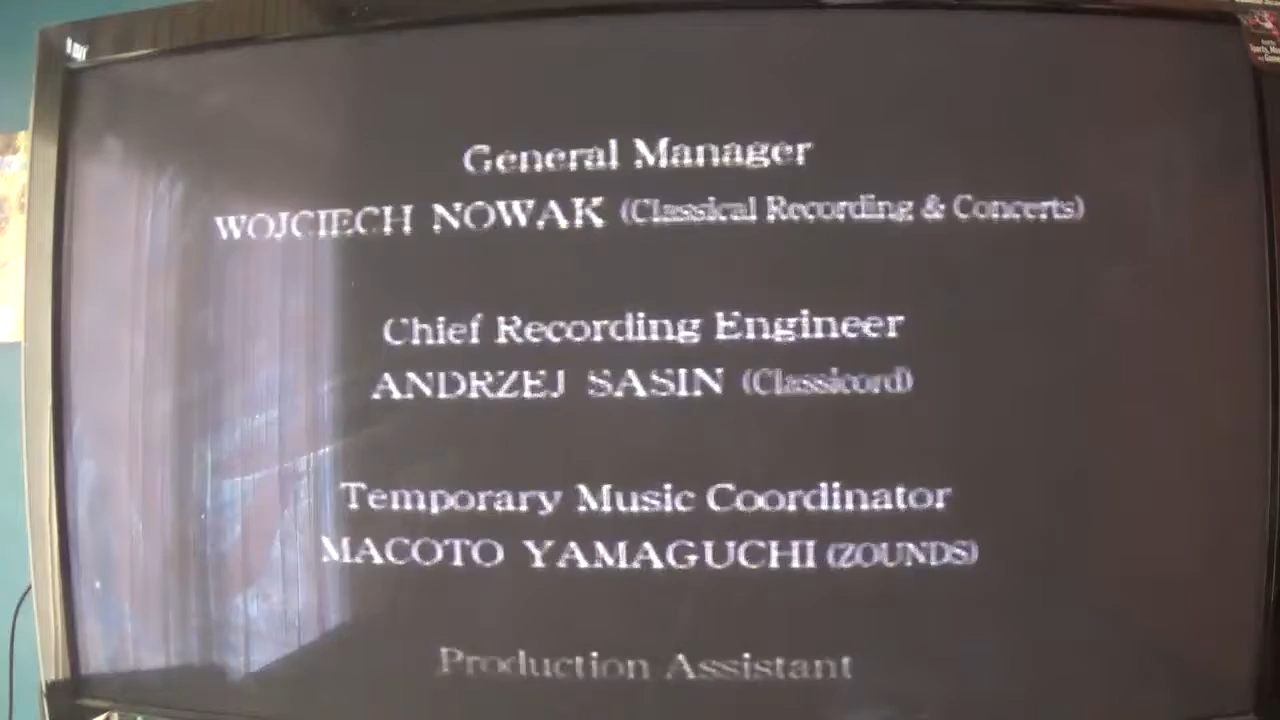 General Manager
WOJCIECH NOWAK (Classical Recording & Concerts)
Chief Recording Engineer
ANDRZEJ SASIN (Classicord)
Temporary Music Coordinator
MACOTO YAMAGUCHI (ZOUNDS)
Production Assistant